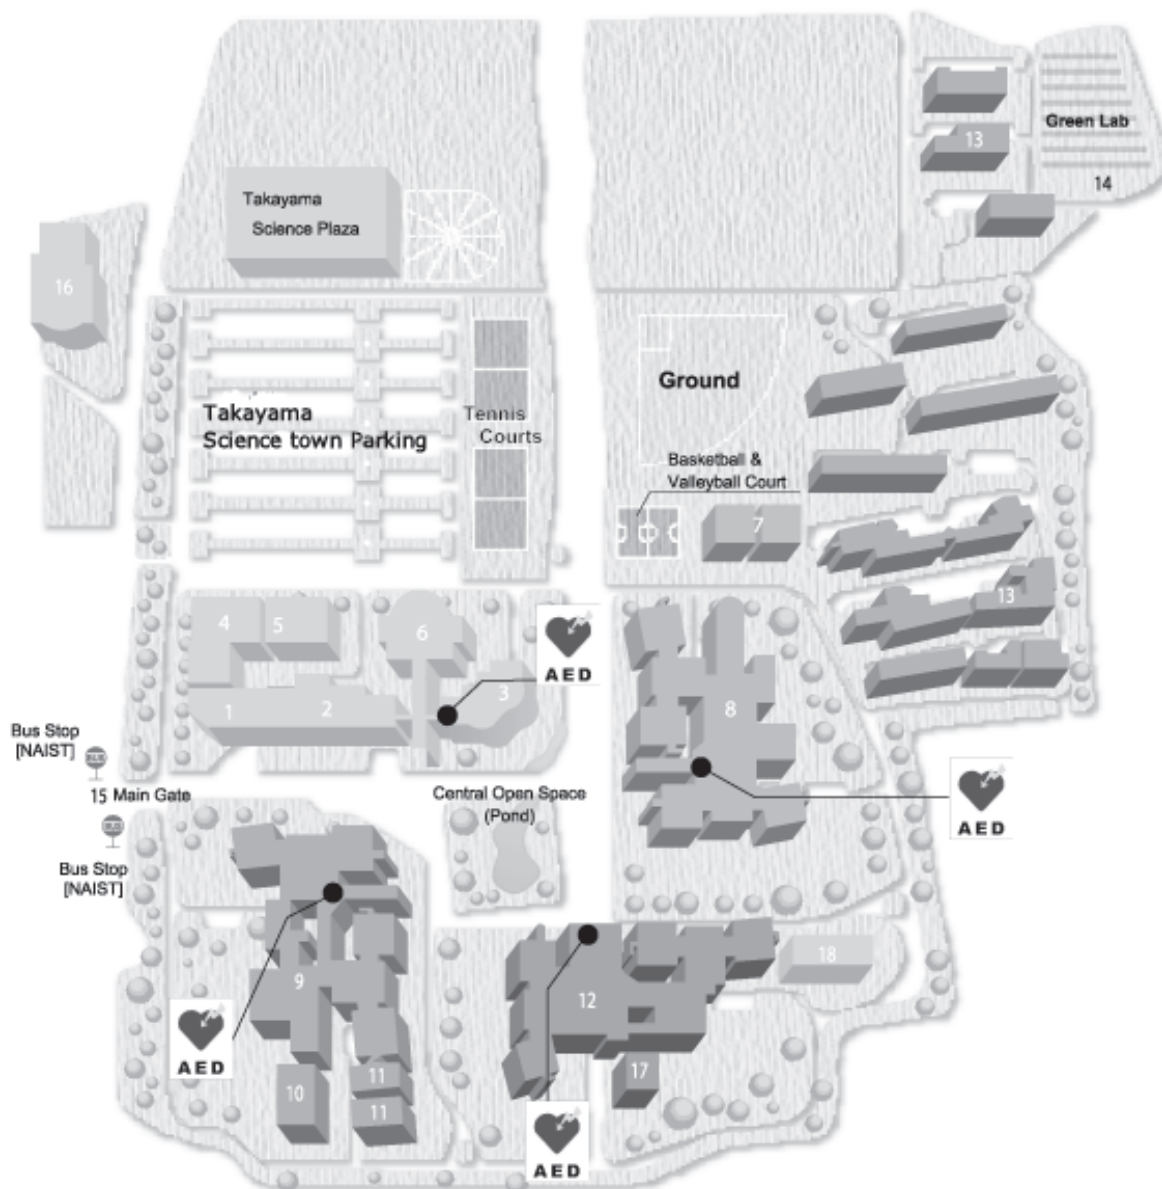 Green Lab
13
14
Takayama
Science Plaza
16
Ground
Takayama
Science town Parking
Tennis
Courts
Basketball &
Valleyball Court
7
13
4
5
6
AED
3
1
2
8
Bus Stop
[NAIST]
BUS
15 Main Gate
Central Open Space
(Pond)
AED
BUS
Bus Stop
[NAIST]
18
9
12
AED
10
11
11
17
AED